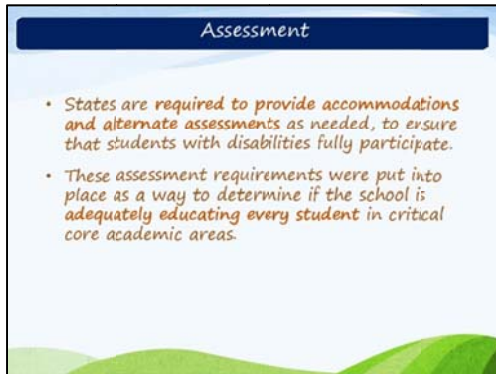 Assessment
• States are required to provide accommodations
and alternate assessments as needed, to ensure
that students with disabilities fully participate.
• These assessment requirements were put into
place as a way to determine if the school is
adequately educating every student in critical
core academic areas.